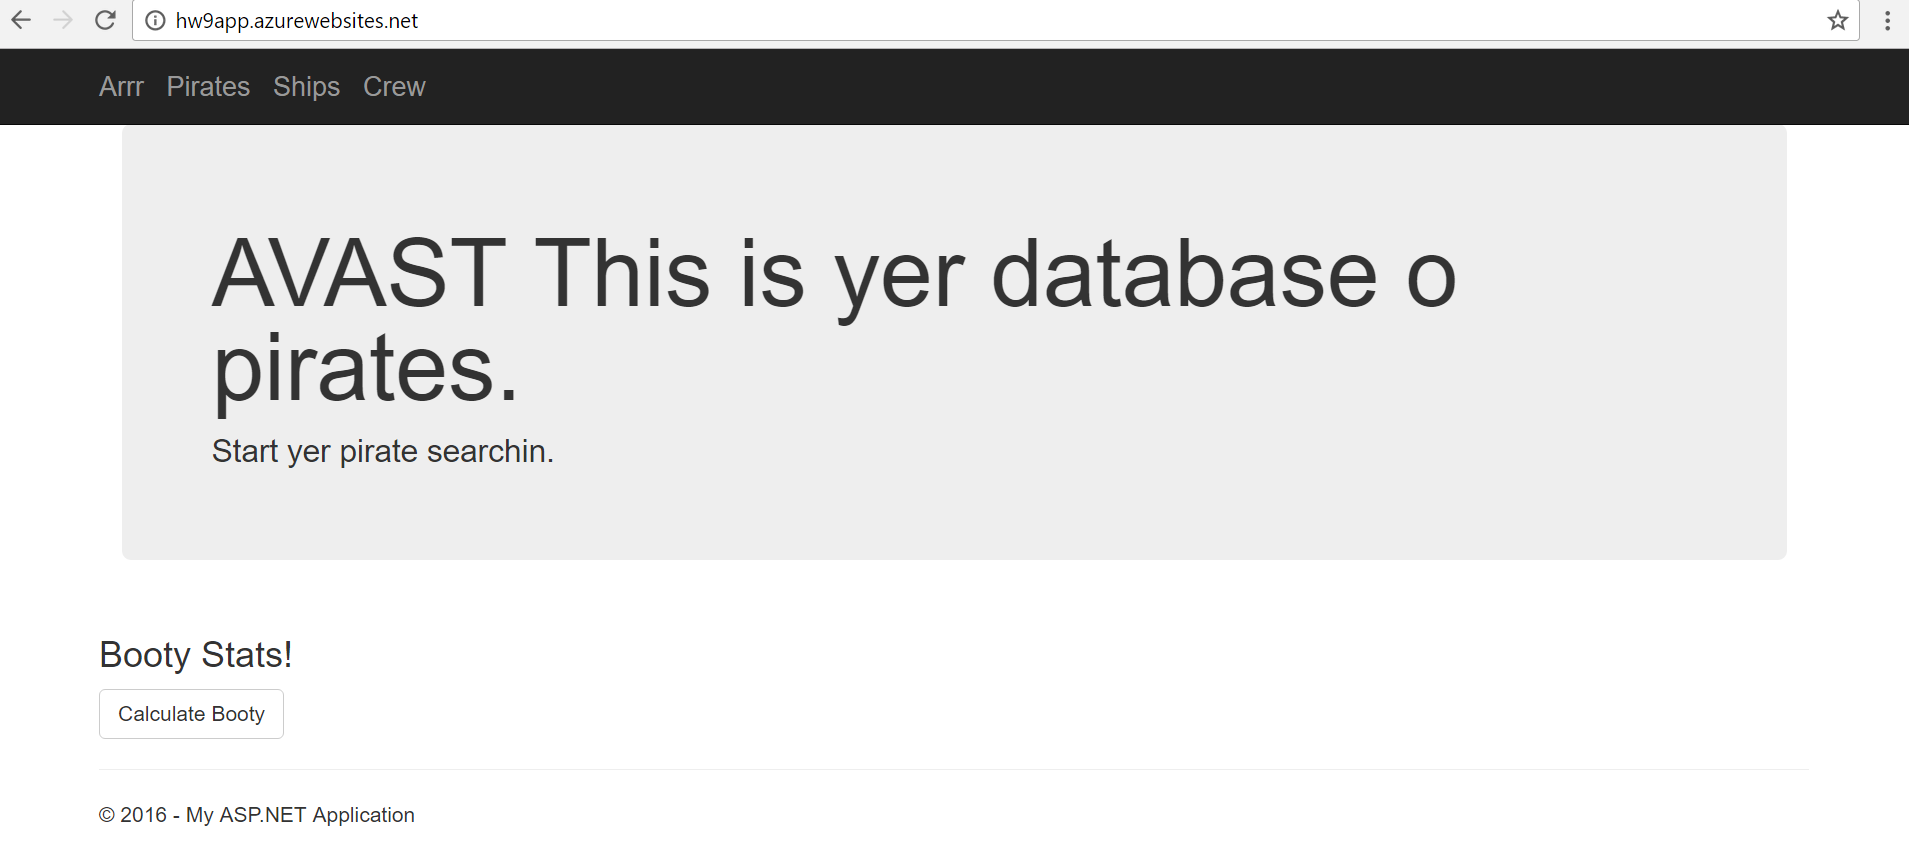 hw9app.azurewebsites.net
Arrr Pirates Ships Crew
AVAST This is yer database o
pirates.
Start yer pirate searchin.
Booty Stats!
Calculate Booty
© 2016 - My ASP.NET Application